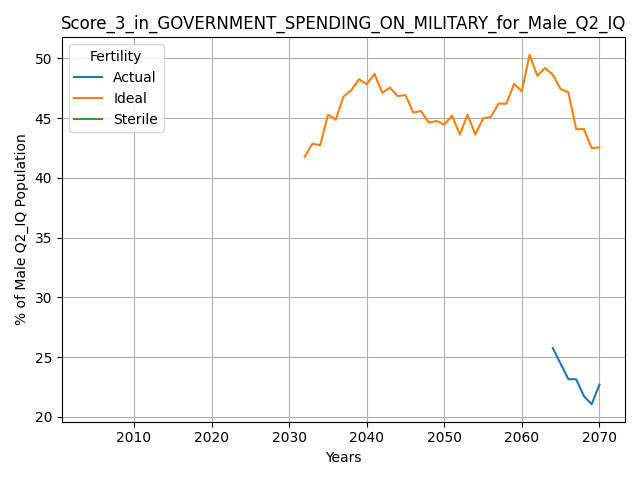 Score_3_in_GOVERNMENT_SPENDING_ON_MILITARY_for_Male_Q2_IQ
Fertility
Actual
Ideal
Sterile
% of Male Q2_IQ Population
50
45
40
35
30
25
20
2010 2020 2030 2040 2050 2060 2070
Years